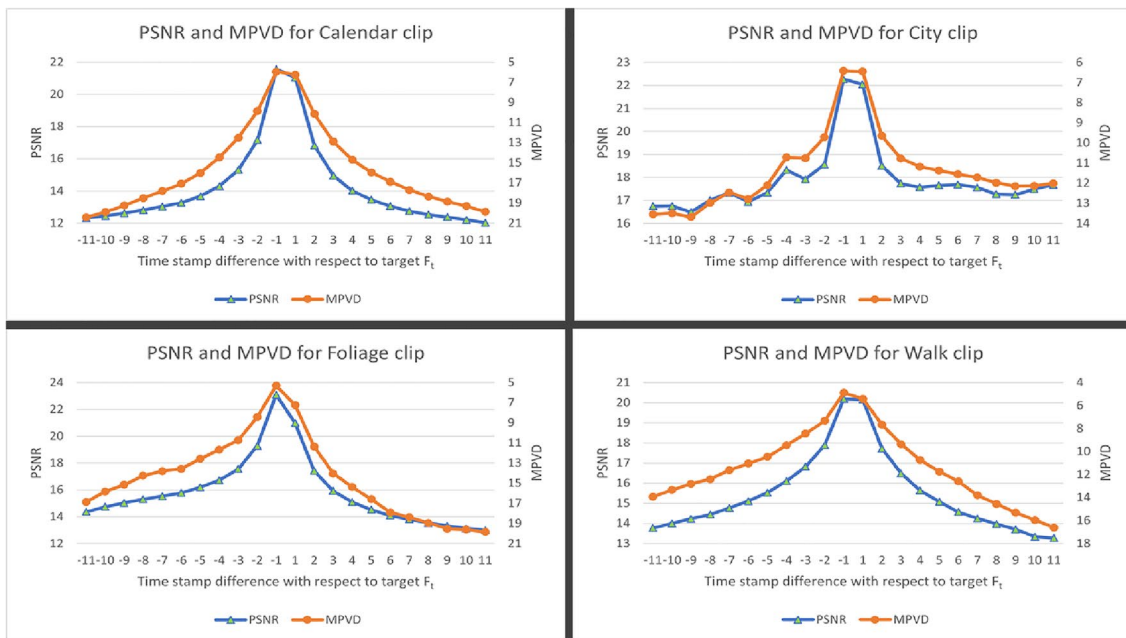 PSNR and MPVD for Calendar clip
PSNR
22
20
18
16
14
12
5
7
9
11
13
15
17
19
21
MPVD
-11 -10 -9 -8 -7 -6 -5 -4 -3 -2 -1 1 2 3 4 5 6 7 8 9 10 11
Time stamp difference with respect to target Ft
PSNR MPVD
PSNR and MPVD for City clip
PSNR
23
22
21
20
19
18
17
16
6
7
8
9
10
11
12
13
14
MPVD
-11 -10 -9 -8 -7 -6 -5 -4 -3 -2 -1 1 2 3 4 5 6 7 8 9 10 11
Time stamp difference with respect to target Ft
PSNR MPVD
PSNR and MPVD for Foliage clip
PSNR
24
22
20
18
16
14
12
5
7
9
11
13
15
17
19
21
MPVD
-11 -10 -9 -8 -7 -6 -5 -4 -3 -2 -1 1 2 3 4 5 6 7 8 9 10 11
Time stamp difference with respect to target Ft
PSNR MPVD
PSNR and MPVD for Walk clip
PSNR
21
20
19
18
17
16
15
14
13
4
6
8
10
12
14
16
18
MPVD
-11 -10 -9 -8 -7 -6 -5 -4 -3 -2 -1 1 2 3 4 5 6 7 8 9 10 11
Time stamp difference with respect to target Ft
PSNR MPVD